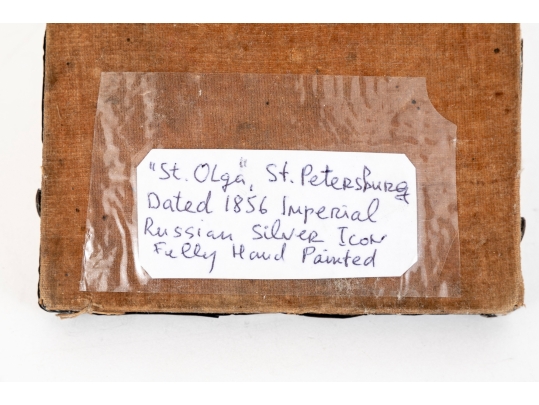 "St. Olga", St. Petersburg
Dated 1856 Imperial
Russian Silver Icon
Fully Hand Painted